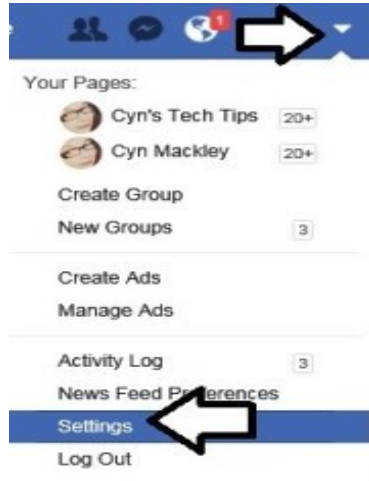 e
1
Your Pages:
Cyn's Tech Tips 20+
Cyn Mackley 20+
Create Group
New Groups 3
Create Ads
Manage Ads
Activity Log 3
News Feed Preferences
Settings
Log Out